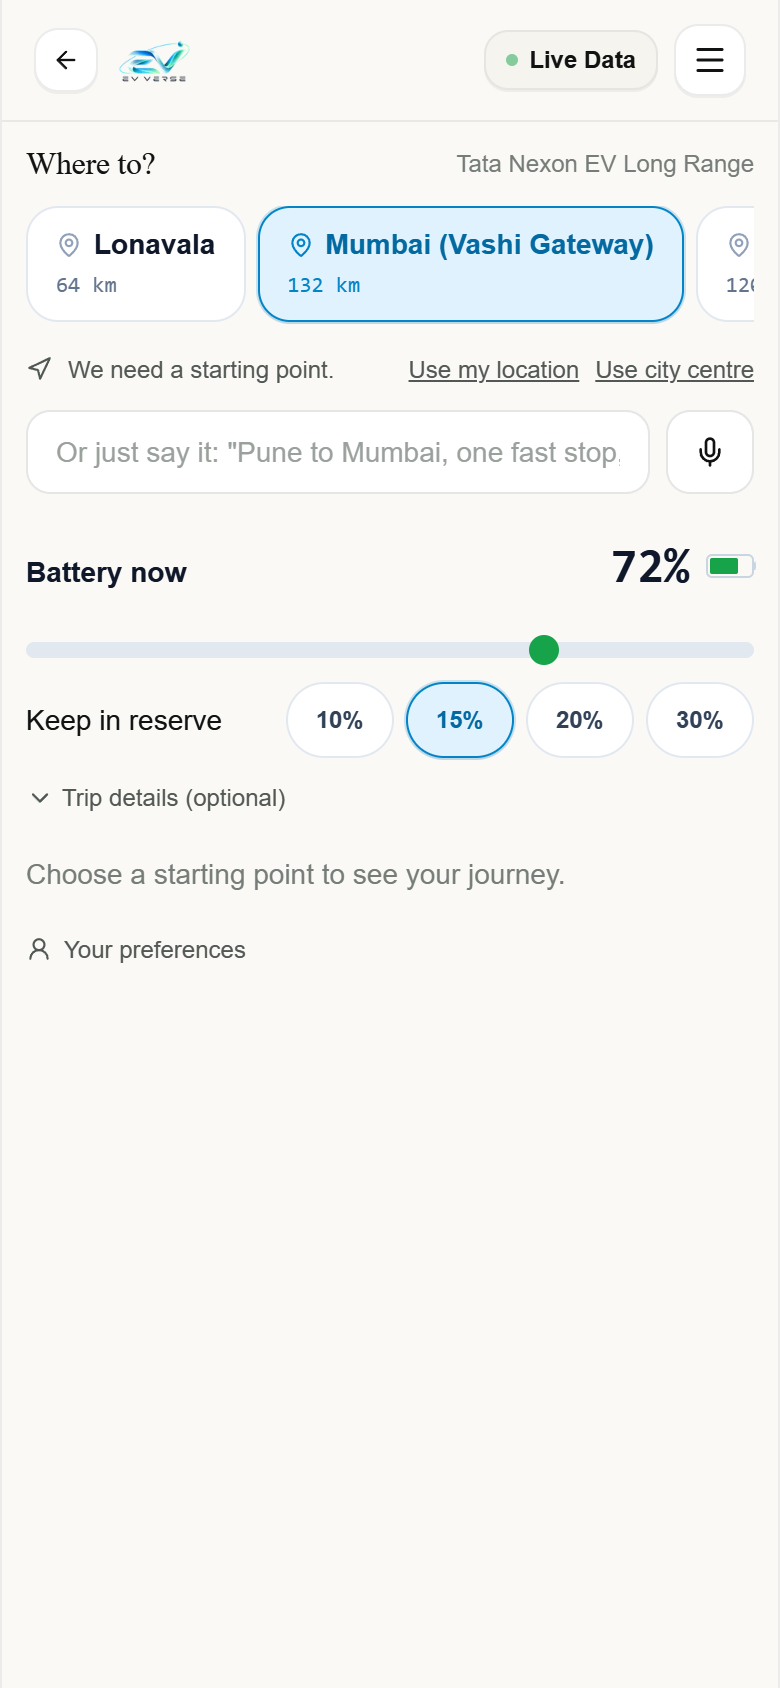 EV VERSE
Live Data
Where to?
Tata Nexon EV Long Range
Lonavala
64 km
Mumbai (Vashi Gateway)
132 km
We need a starting point.
Use my location
Use city centre
Or just say it: "Pune to Mumbai, one fast stop,
Battery now
72%
Keep in reserve
10%
15%
20%
30%
Trip details (optional)
Choose a starting point to see your journey.
Your preferences